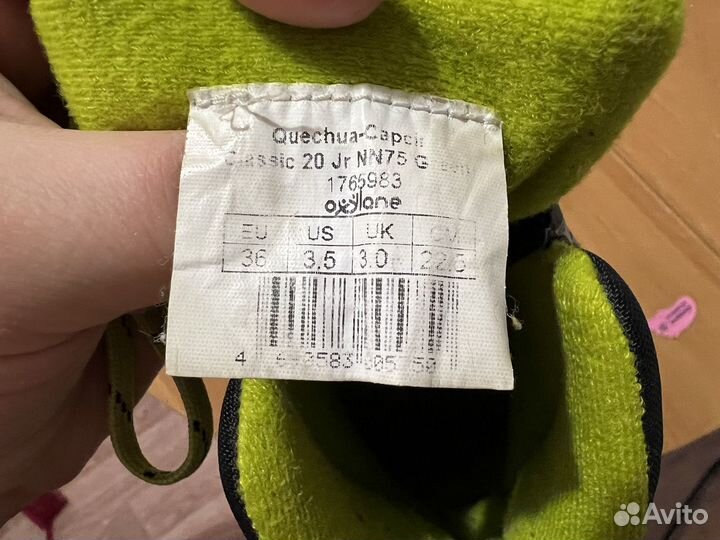 Quechua-Capcir
Classic 20 Jr NN75 Green
1765983
oxylane
EU US UK CM
36 3.5 3.0 22.5
Avito